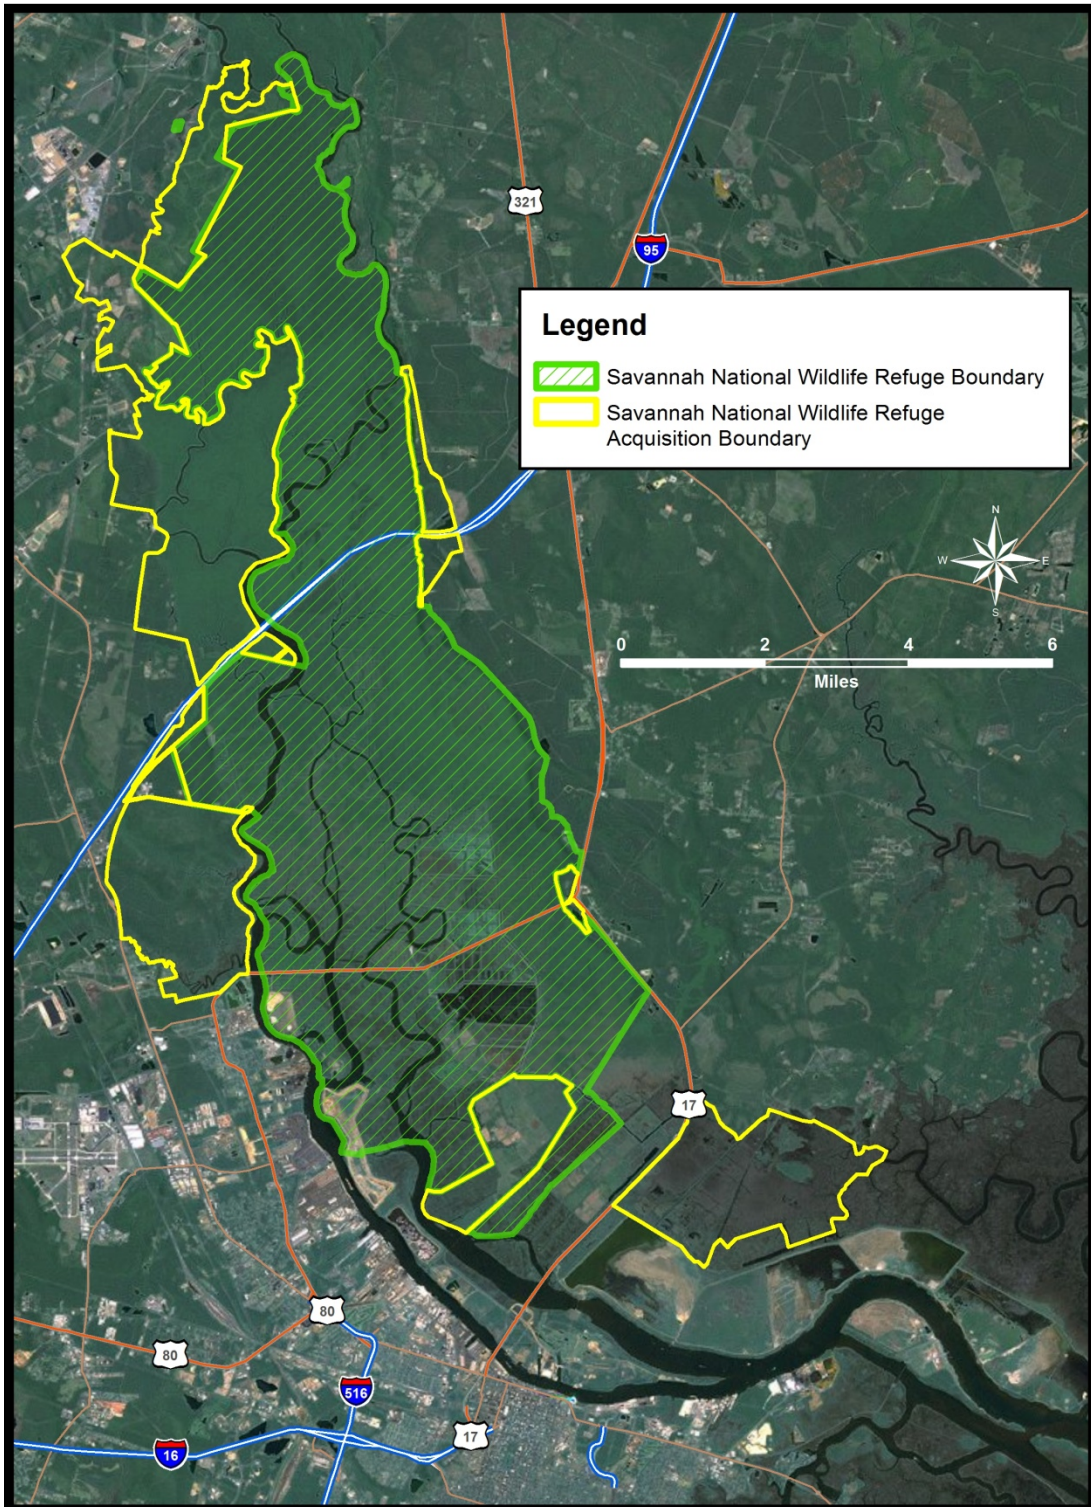 321
95
Legend
Savannah National Wildlife Refuge Boundary
Savannah National Wildlife Refuge
Acquisition Boundary
N
W E
S
0 2 4 6
Miles
17
80
80
516
17
16